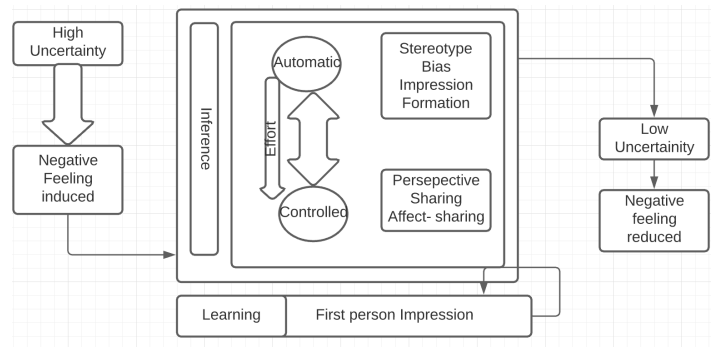 High
Uncertainty
Negative
Feeling
induced
Inference
Automatic
Effort
Controlled
Stereotype
Bias
Impression
Formation
Persepective
Sharing
Affect- sharing
Low
Uncertainity
Negative
feeling
reduced
Learning
First person Impression